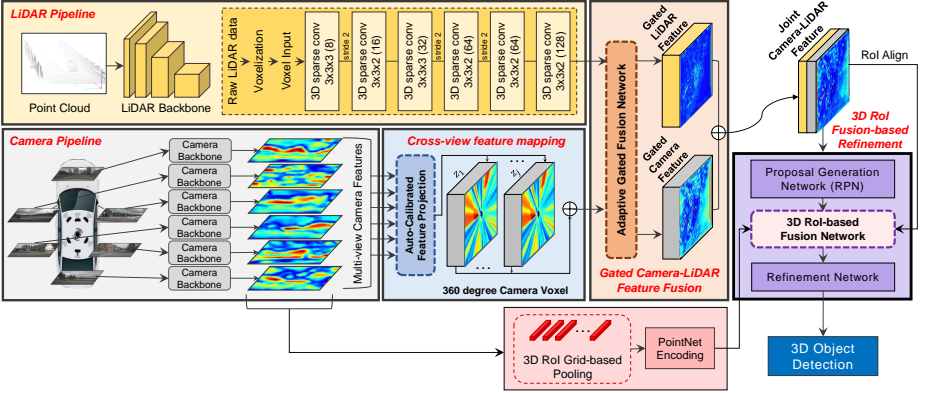 LiDAR Pipeline
Point Cloud
LiDAR Backbone
Raw LiDAR data
Voxelization
Voxel Input
3D sparse conv
3x3x3 (8)
stride 2
3D sparse conv
3x3x2 (16)
3D sparse conv
3x3x3 (32)
stride 2
3D sparse conv
3x3x2 (64)
stride 2
3D sparse conv
3x3x2 (64)
3D sparse conv
3x3x2 (128)
Camera Pipeline
Camera
Backbone
Camera
Backbone
Camera
Backbone
Camera
Backbone
Camera
Backbone
Camera
Backbone
Multi-view Camera Features
Cross-view feature mapping
Auto-Calibrated
Feature Projection
...
...
...
...
360 degree Camera Voxel
Adaptive Gated Fusion Network
Gated
LiDAR
Feature
Gated
Camera
Feature
Gated Camera-LiDAR
Feature Fusion
Joint
Camera-LiDAR
Feature
RoI Align
3D RoI
Fusion-based
Refinement
Proposal Generation
Network (RPN)
3D RoI-based
Fusion Network
Refinement Network
3D Object
Detection
...
3D RoI Grid-based
Pooling
PointNet
Encoding